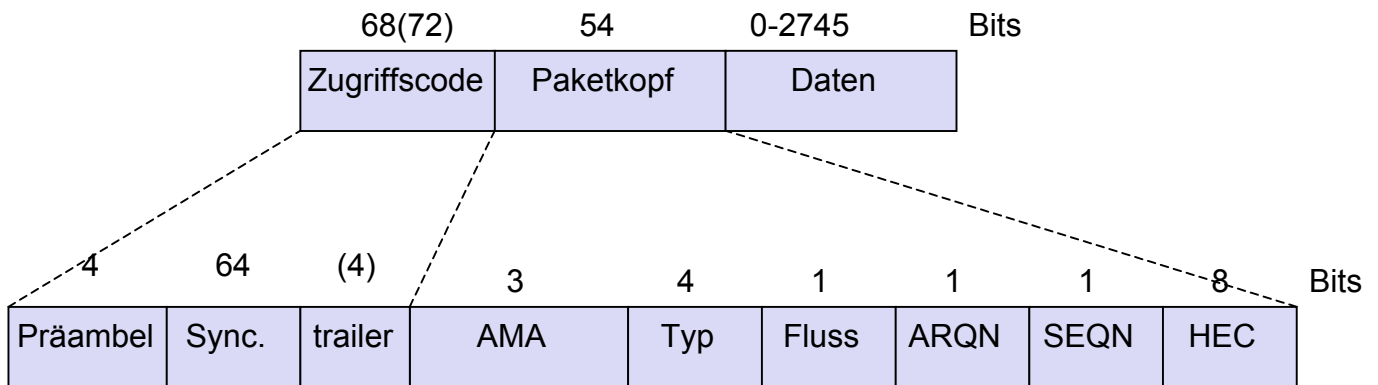 68(72) 54 0-2745 Bits
Zugriffscode Paketkopf Daten
4 64 (4) 3 4 1 1 1 8 Bits
Präambel Sync. trailer AMA Typ Fluss ARQN SEQN HEC